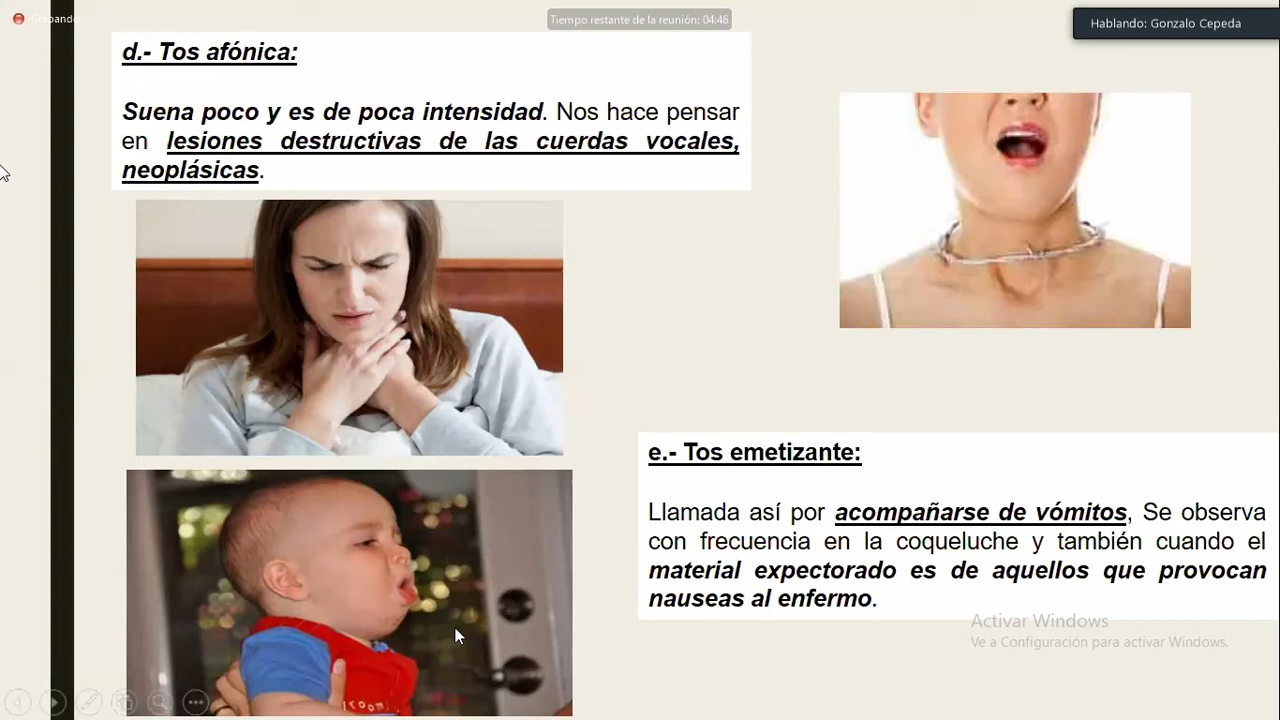 Grabando
Tiempo restante de la reunión: 04:46
Hablando: Gonzalo Cepeda
d.- Tos afónica:
Suena poco y es de poca intensidad. Nos hace pensar
en lesiones destructivas de las cuerdas vocales,
neoplásicas.
e.- Tos emetizante:
Llamada así por acompañarse de vómitos, Se observa
con frecuencia en la coqueluche y también cuando el
material expectorado es de aquellos que provocan
nauseas al enfermo.
Activar Windows
Ve a Configuración para activar Windows.